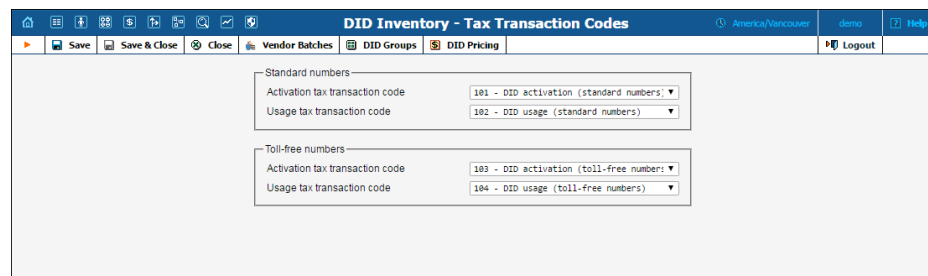 DID Inventory - Tax Transaction Codes
America/Vancouver
demo
? Help
Save
Save & Close
Close
Vendor Batches
DID Groups
DID Pricing
Logout
Standard numbers
Activation tax transaction code
101 - DID activation (standard numbers)
Usage tax transaction code
102 - DID usage (standard numbers)
Toll-free numbers
Activation tax transaction code
103 - DID activation (toll-free numbers
Usage tax transaction code
104 - DID usage (toll-free numbers)